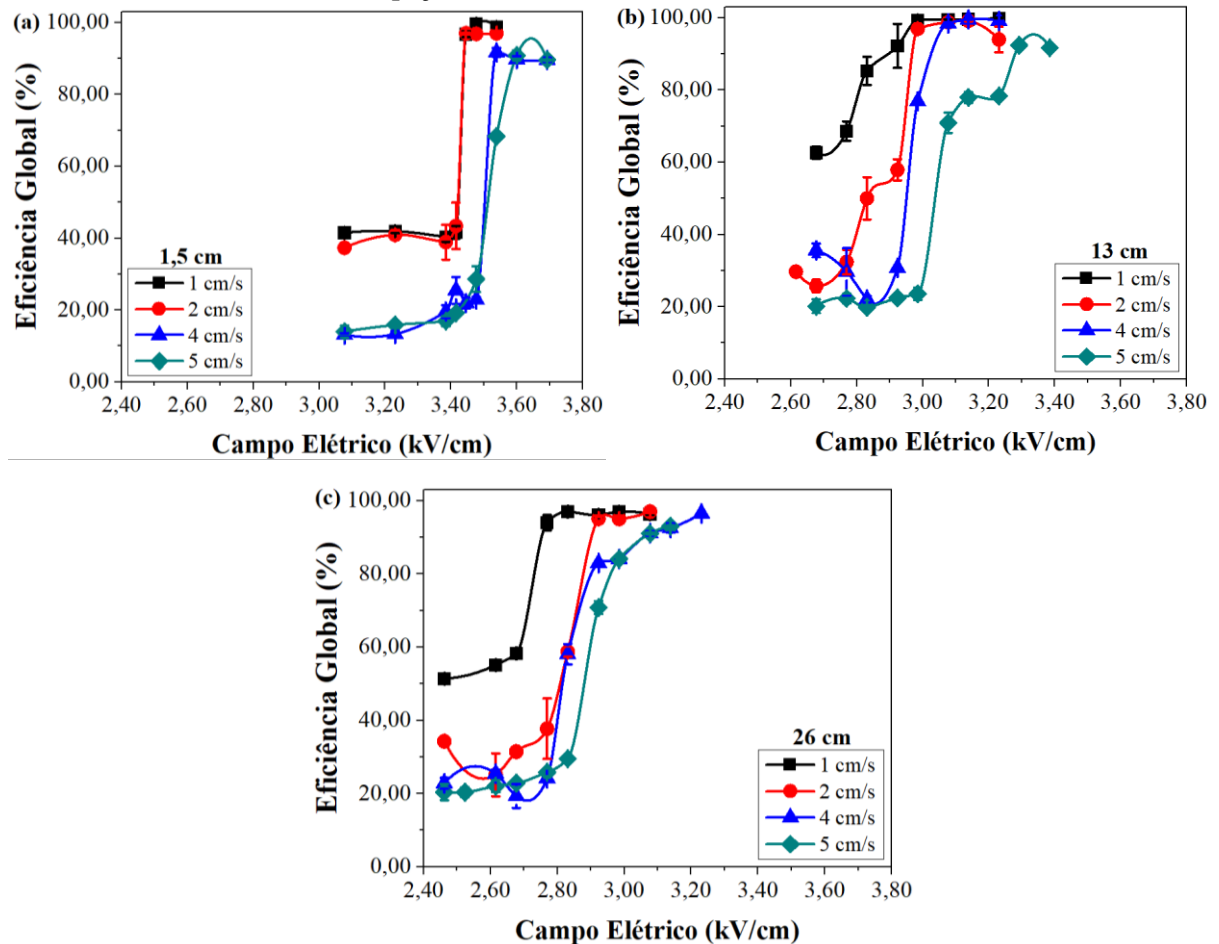 (a)
100,00
80,00
60,00
40,00
20,00
0,00
Eficiência Global (%)
1,5 cm
1 cm/s
2 cm/s
4 cm/s
5 cm/s
2,40 2,60 2,80 3,00 3,20 3,40 3,60 3,80
Campo Elétrico (kV/cm)
(b)
100,00
80,00
60,00
40,00
20,00
0,00
Eficiência Global (%)
13 cm
1 cm/s
2 cm/s
4 cm/s
5 cm/s
2,40 2,60 2,80 3,00 3,20 3,40 3,60 3,80
Campo Elétrico (kV/cm)
(c)
100,00
80,00
60,00
40,00
20,00
0,00
Eficiência Global (%)
26 cm
1 cm/s
2 cm/s
4 cm/s
5 cm/s
2,40 2,60 2,80 3,00 3,20 3,40 3,60 3,80
Campo Elétrico (kV/cm)